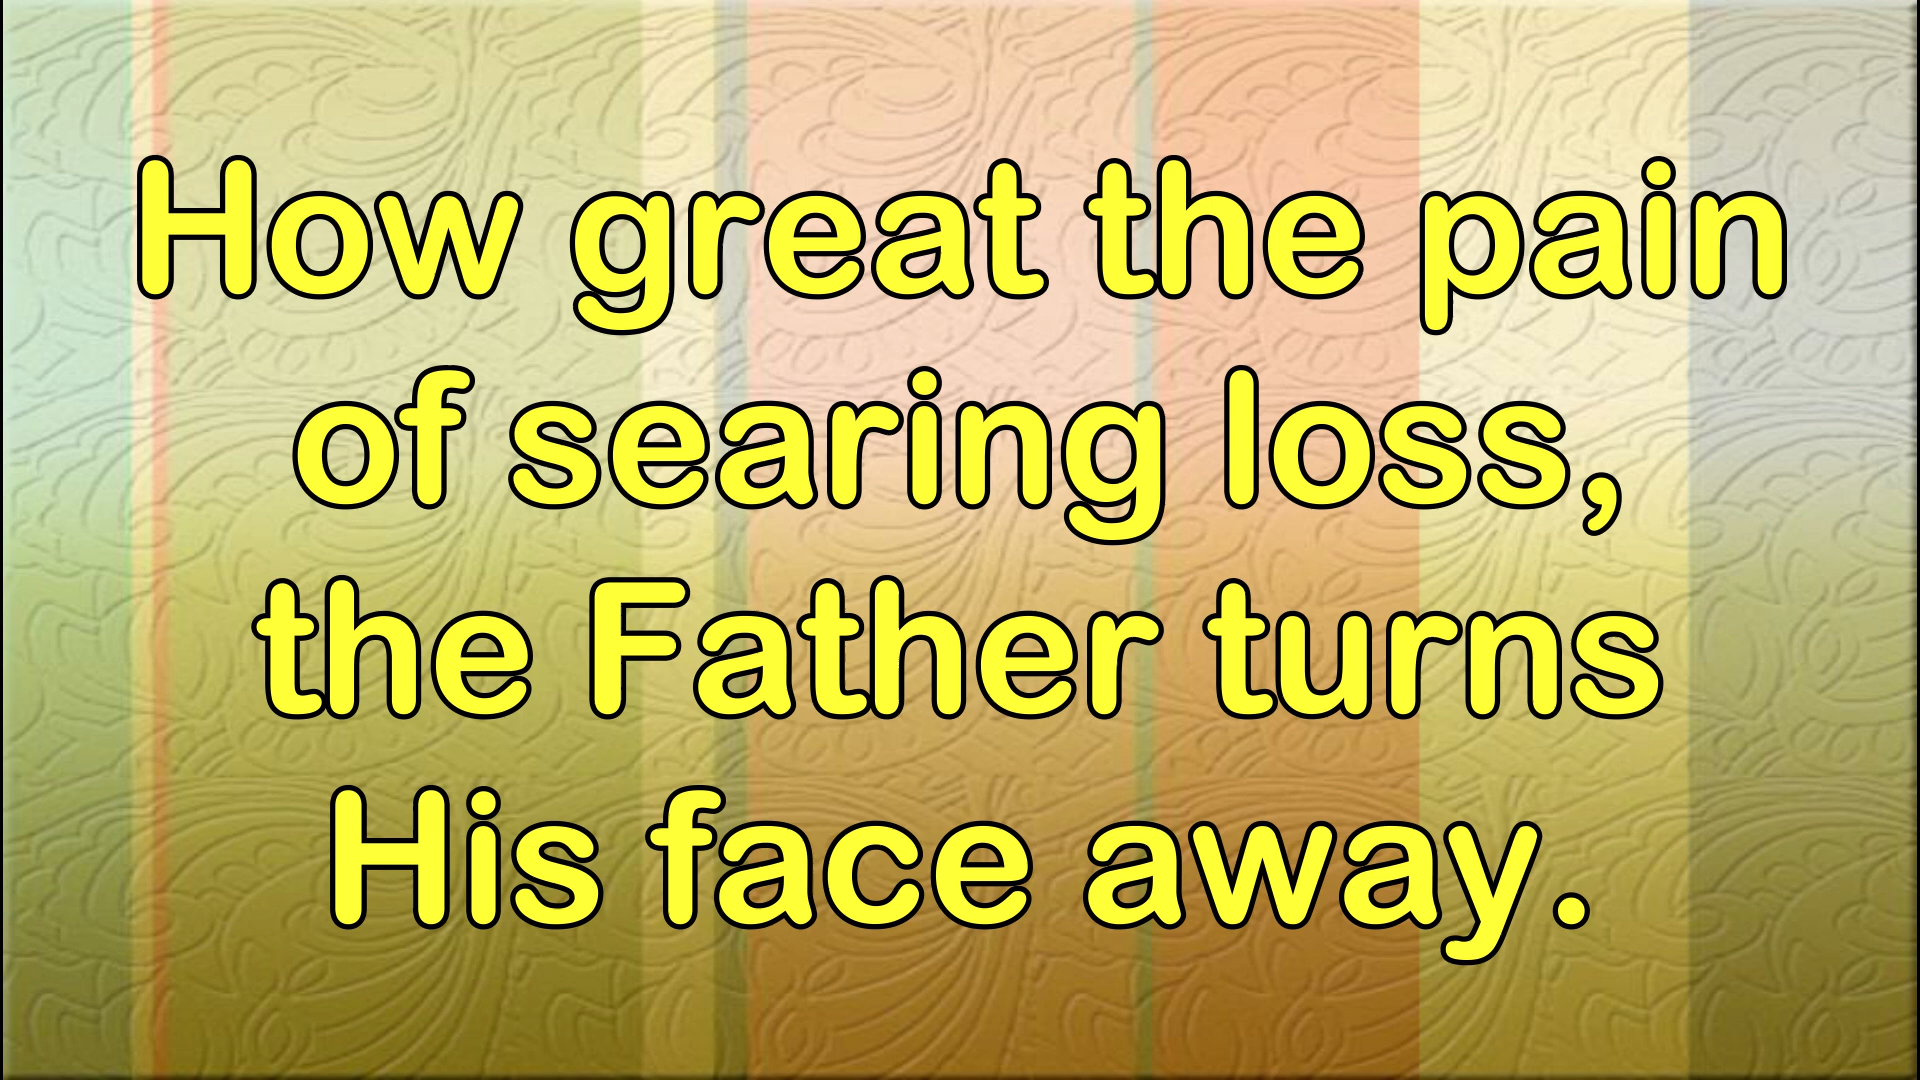 How great the pain
of searing loss,
the Father turns
His face away.